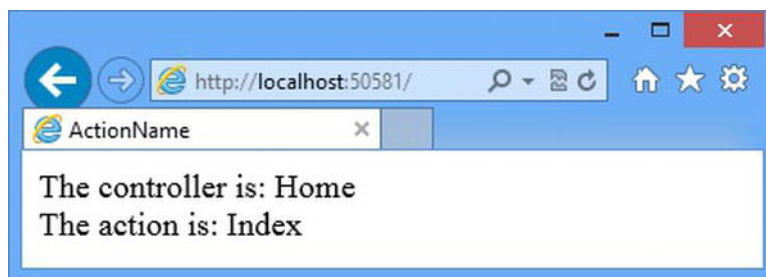 http://localhost:50581/
ActionName
The controller is: Home
The action is: Index